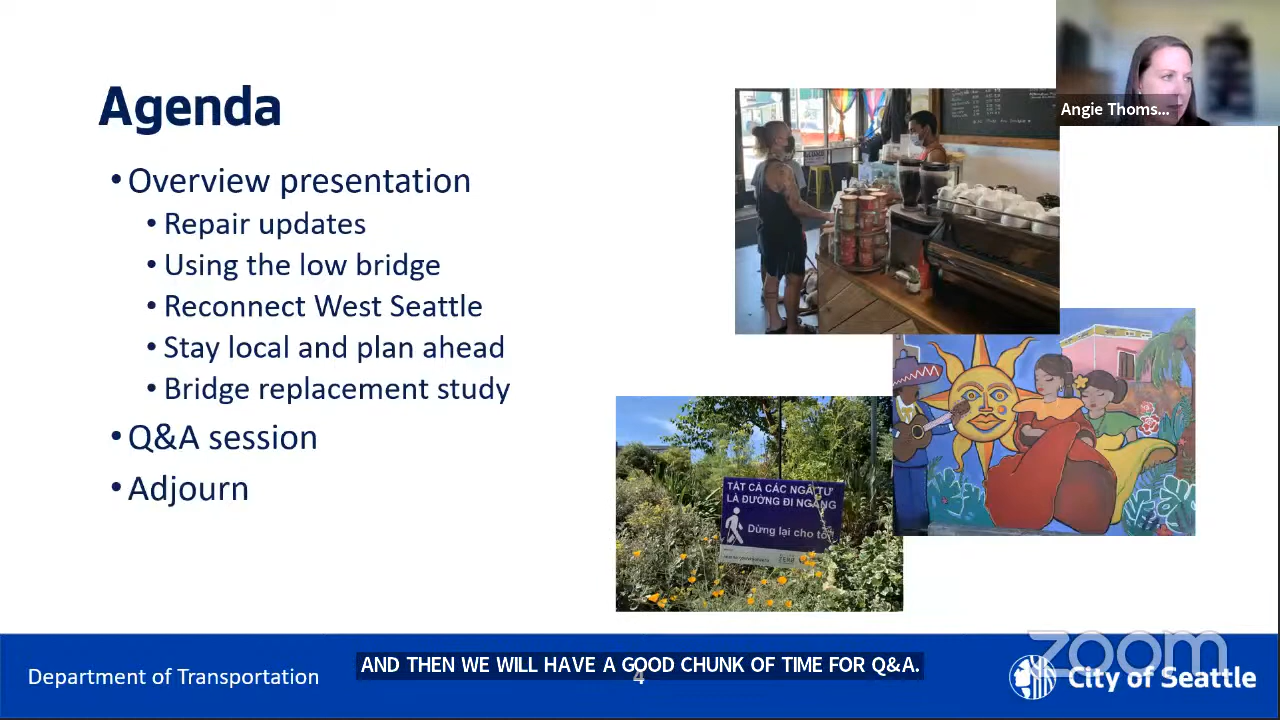 Agenda
• Overview presentation
• Repair updates
• Using the low bridge
• Reconnect West Seattle
• Stay local and plan ahead
• Bridge replacement study
• Q&A session
• Adjourn
Angie Thoms...
TẤT CẢ CÁC NGÃ TƯ
LÀ ĐƯỜNG ĐI NGANG
Dừng lại cho tôi
Department of Transportation
AND THEN WE WILL HAVE A GOOD CHUNK OF TIME FOR Q&A.
4
zoom
City of Seattle